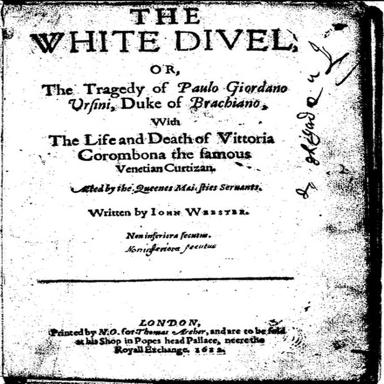 THE
WHITE DIVEL,
OR,
The Tragedy of Paulo Giordano
Ursini, Duke of Brachiano,
With
The Life and Death of Vittoria
Corombona the famous
Venetian Curtizan.
Acted by the Queenes Maiesties Servants.
Written by IOHN WEBSTER.
Non inferiora secutus.
Non inferiora secutus
LONDON,
Printed by N.O. for Thomas Archer, and are to be sold
at his Shop in Popes head Pallace, neere the
Royall Exchange. 1612.